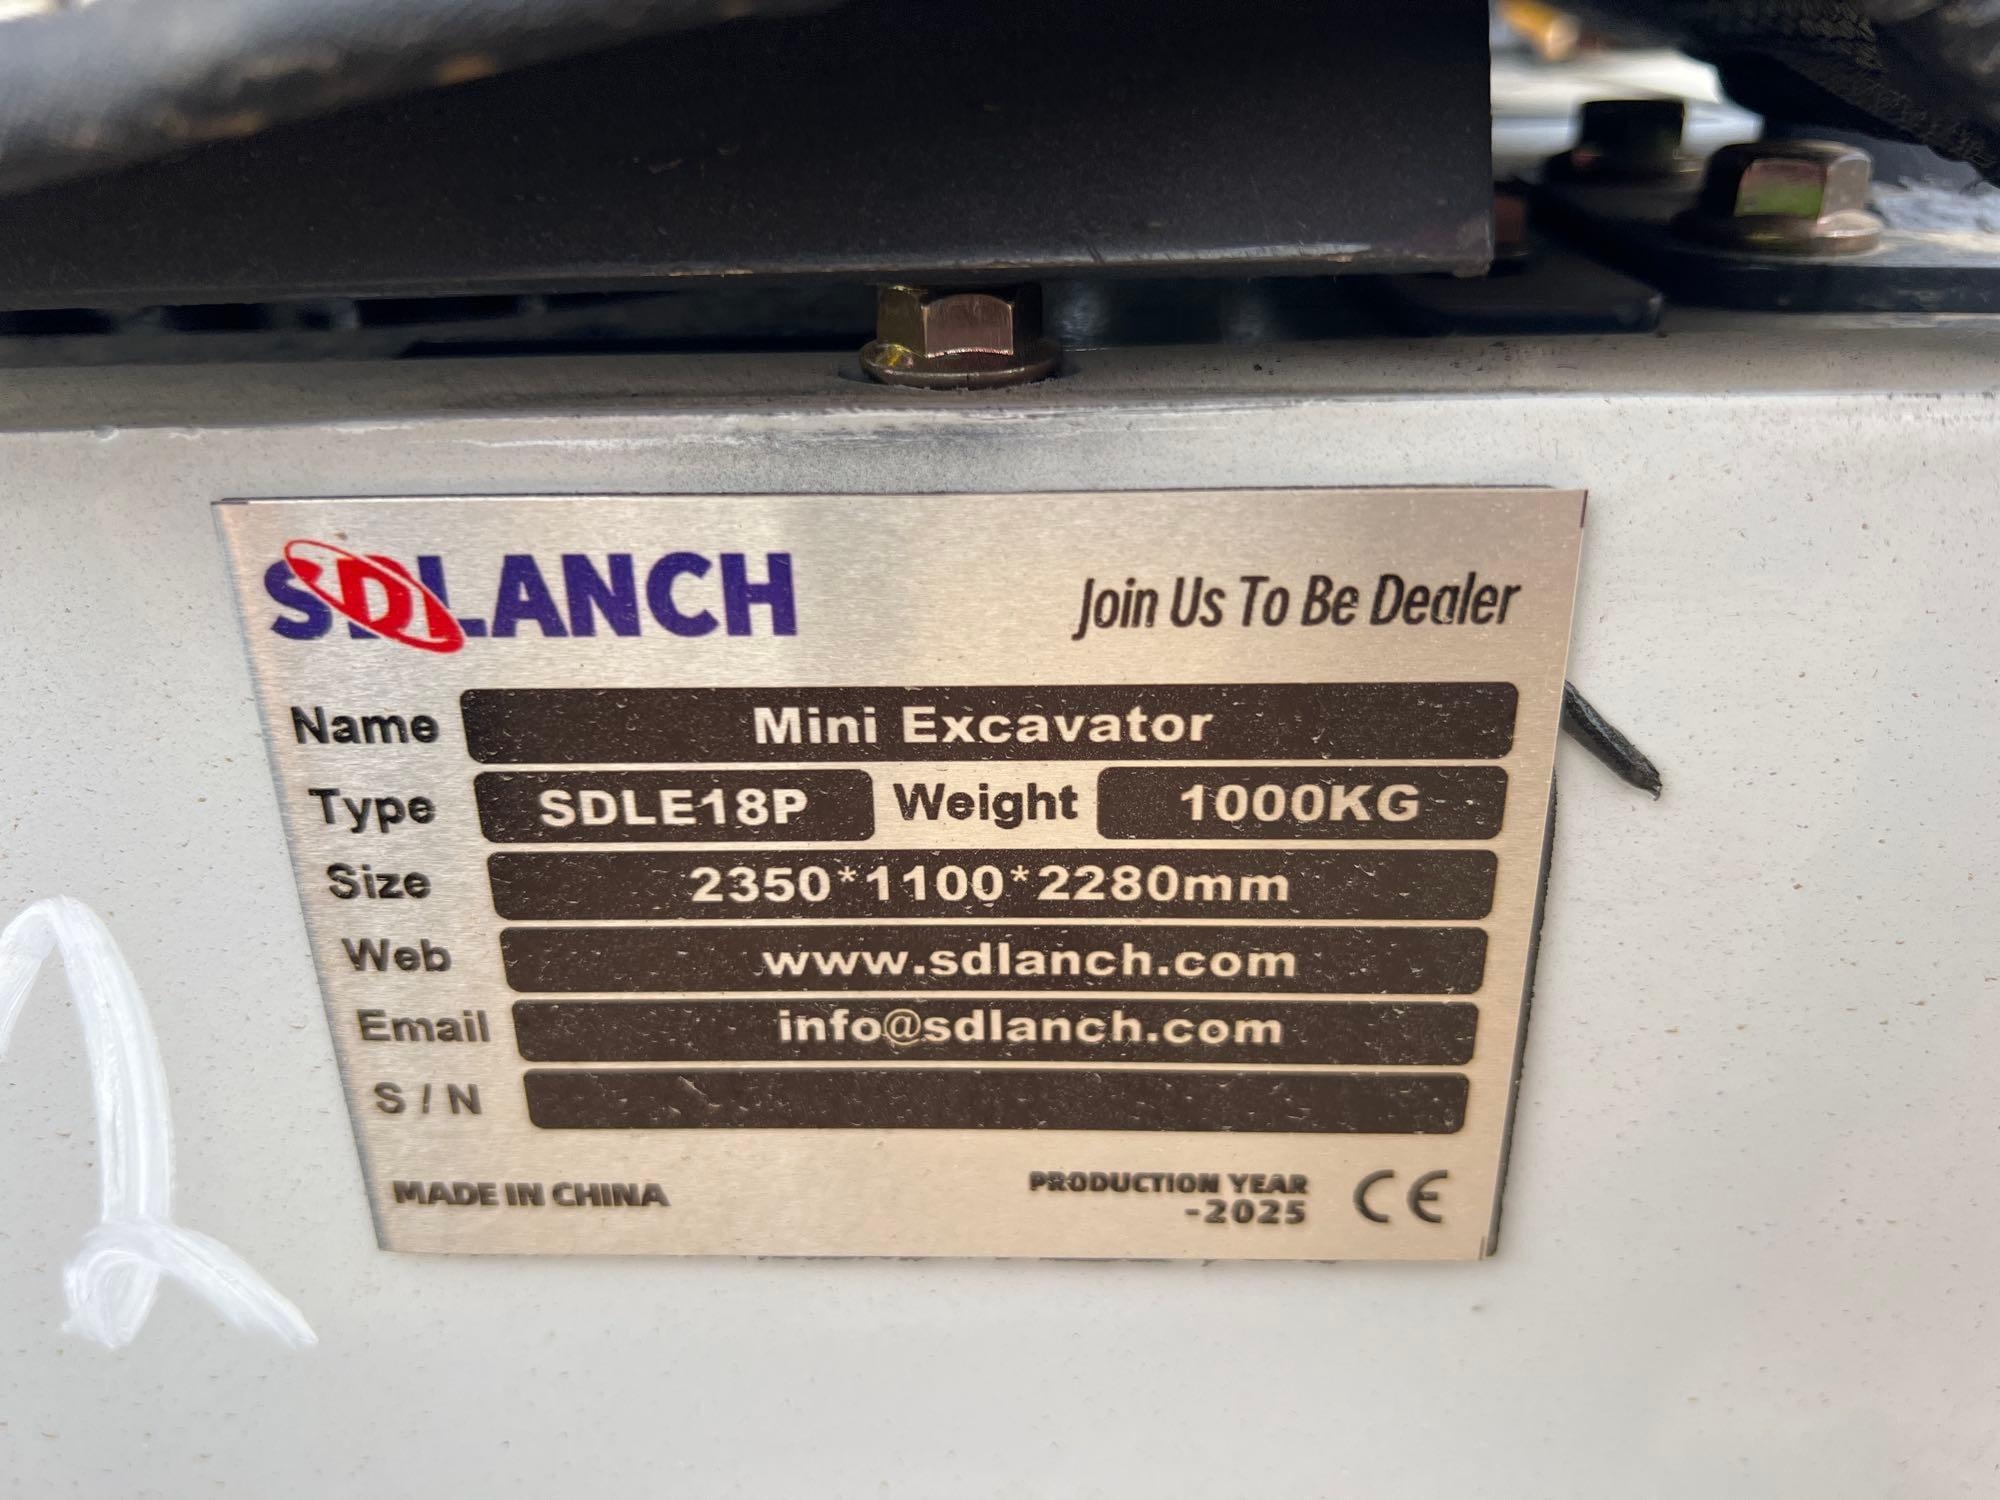 SDLANCH Join Us To Be Dealer
Name Mini Excavator
Type SDLE18P Weight 1000KG
Size 2350*1100*2280mm
Web www.sdlanch.com
Email info@sdlanch.com
S / N
MADE IN CHINA PRODUCTION YEAR CE
-2025